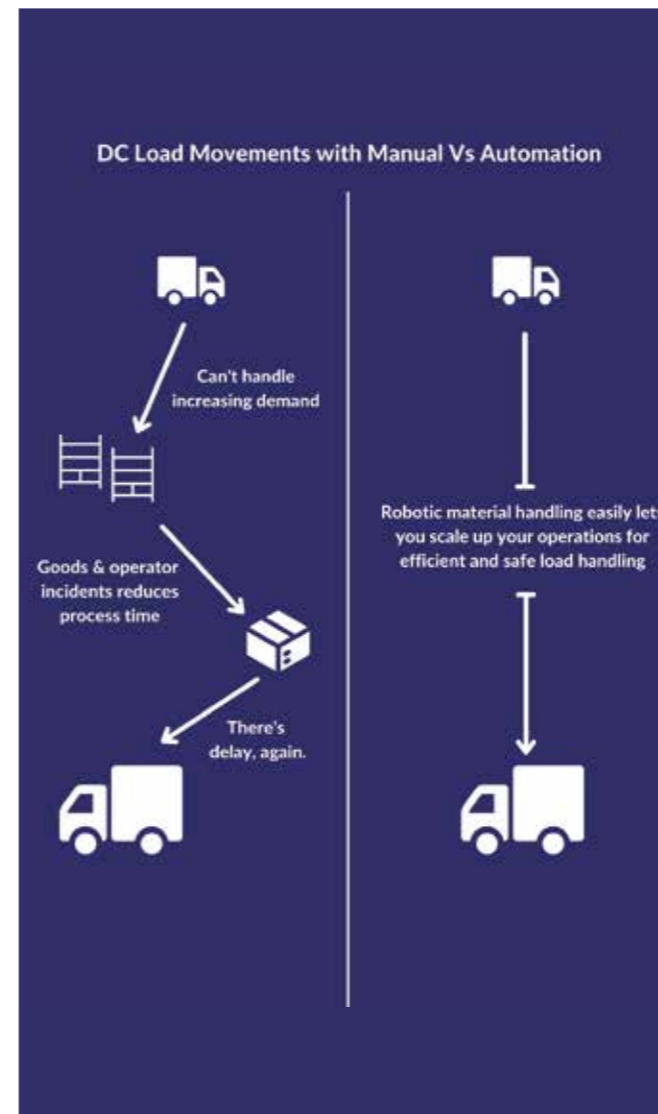 DC Load Movements with Manual Vs Automation
Can't handle
increasing demand
Goods & operator
incidents reduces
process time
There's
delay, again.
Robotic material handling easily let
you scale up your operations for
efficient and safe load handling